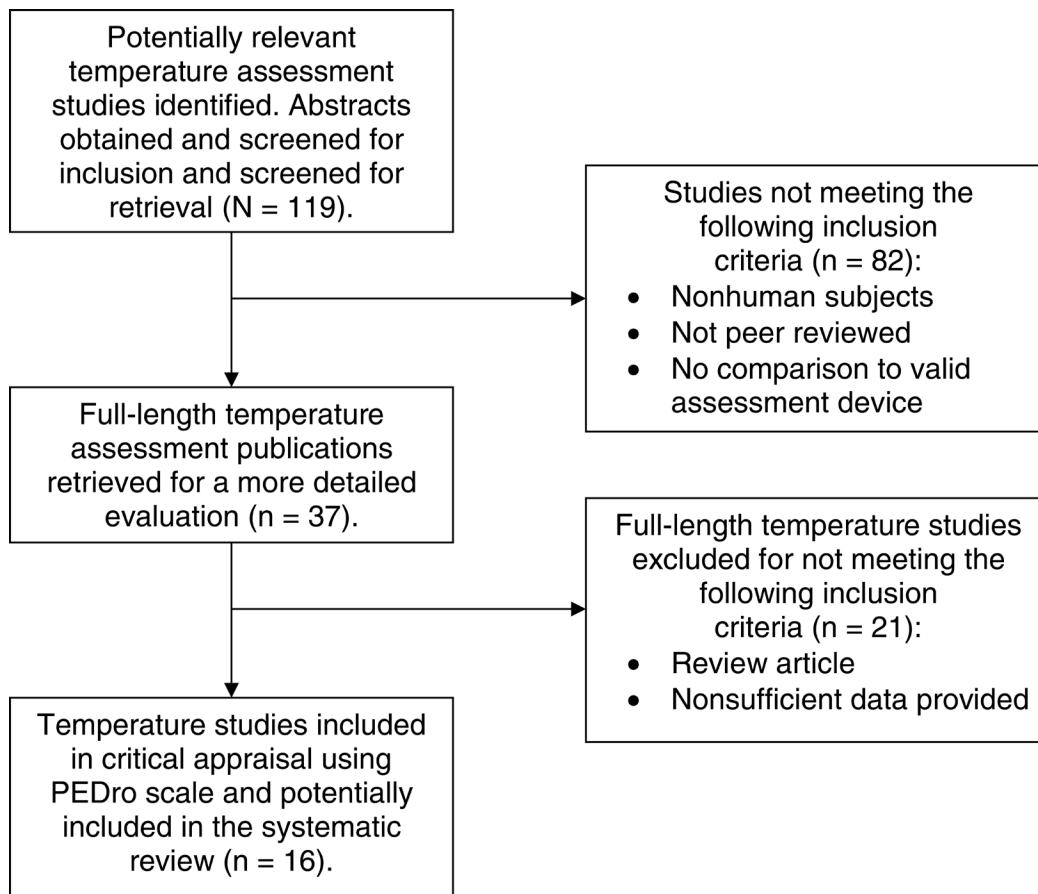 Potentially relevant
temperature assessment
studies identified. Abstracts
obtained and screened for
inclusion and screened for
retrieval (N = 119).
Studies not meeting the
following inclusion
criteria (n = 82):
• Nonhuman subjects
• Not peer reviewed
• No comparison to valid
assessment device
Full-length temperature
assessment publications
retrieved for a more detailed
evaluation (n = 37).
Full-length temperature studies
excluded for not meeting the
following inclusion
criteria (n = 21):
• Review article
• Nonsufficient data provided
Temperature studies included
in critical appraisal using
PEDro scale and potentially
included in the systematic
review (n = 16).